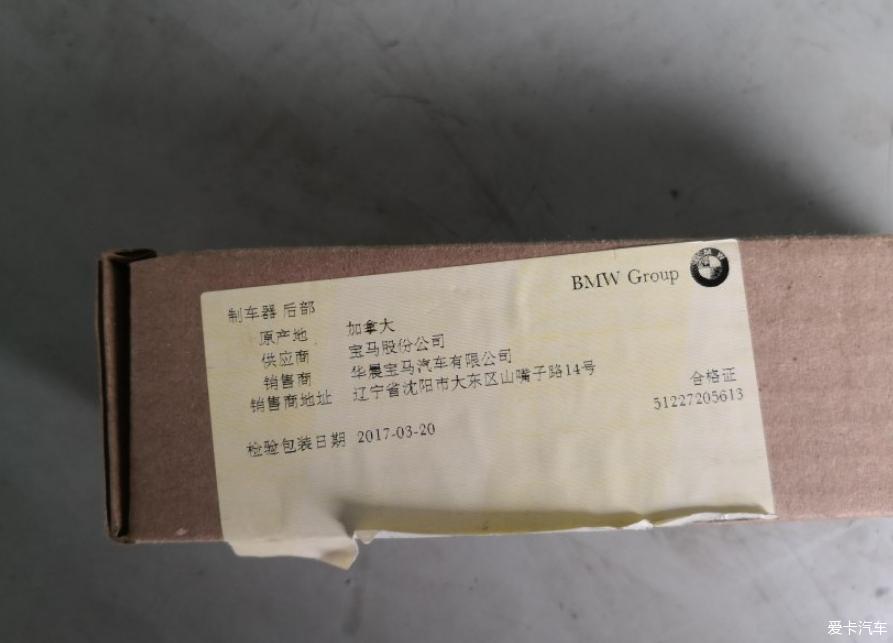 BMW Group
BMW
制车器 后部
原产地 加拿大
供应商 宝马股份公司
销售商 华晨宝马汽车有限公司
销售商地址 辽宁省沈阳市大东区山嘴子路14号
合格证
51227205613
检验包装日期 2017-03-20
爱卡汽车